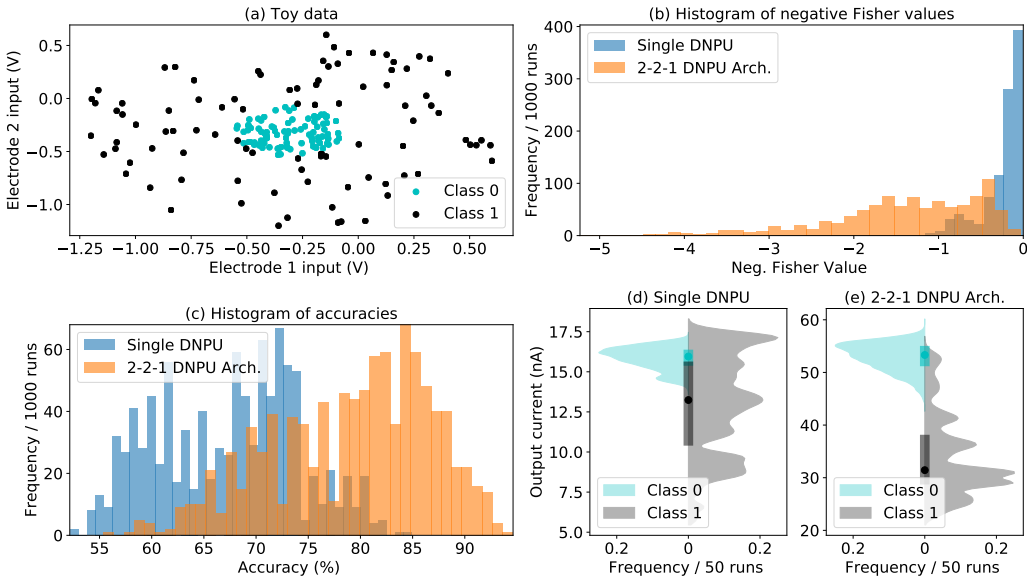 (a) Toy data
Electrode 2 input (V)
0.5
0.0
−0.5
−1.0
Class 0
Class 1
−1.25
−1.00
−0.75
−0.50
−0.25
0.00
0.25
0.50
Electrode 1 input (V)
(b) Histogram of negative Fisher values
Frequency / 1000 runs
400
300
200
100
0
Single DNPU
2-2-1 DNPU Arch.
−5
−4
−3
−2
−1
0
Neg. Fisher Value
(c) Histogram of accuracies
Frequency / 1000 runs
60
40
20
0
Single DNPU
2-2-1 DNPU Arch.
55
60
65
70
75
80
85
90
Accuracy (%)
(d) Single DNPU
Output current (nA)
17.5
15.0
12.5
10.0
7.5
5.0
Class 0
Class 1
0.2
0
0.2
Frequency / 50 runs
(e) 2-2-1 DNPU Arch.
60
50
40
30
20
Class 0
Class 1
0.2
0
0.2
Frequency / 50 runs